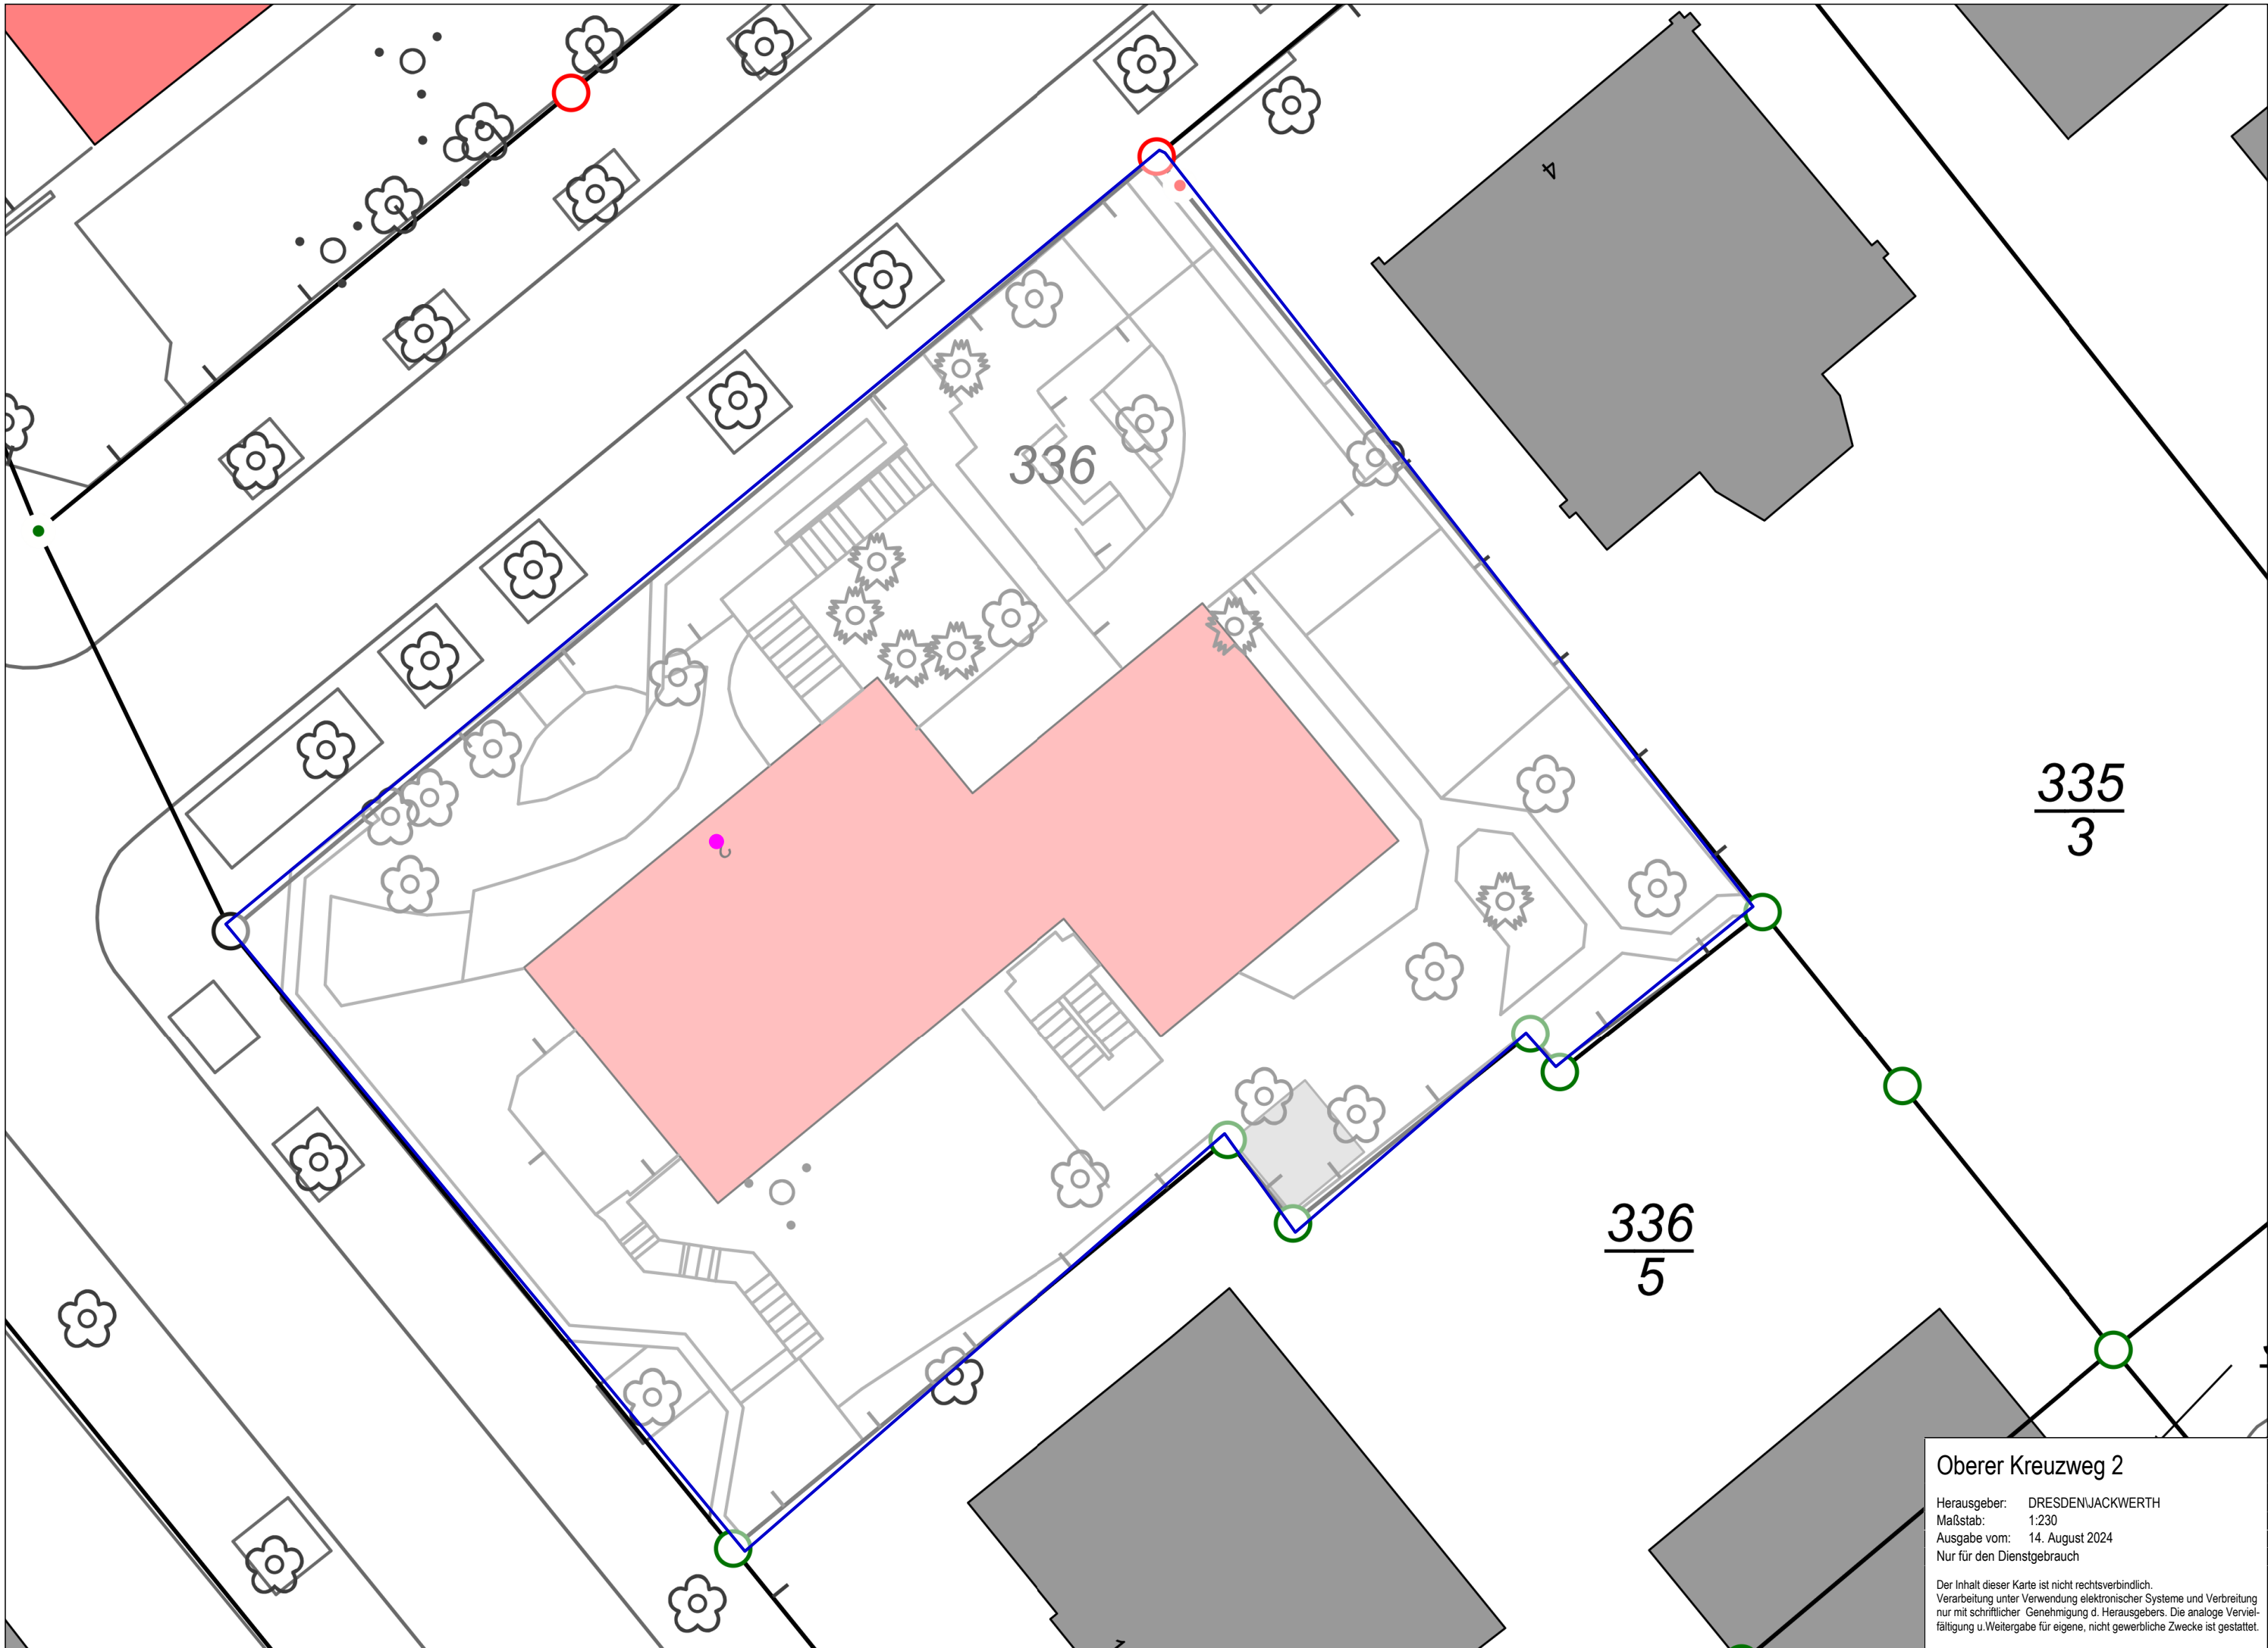 4
336
335
3
336
5
Oberer Kreuzweg 2
Herausgeber: DRESDEN\JACKWERTH
Maßstab: 1:230
Ausgabe vom: 14. August 2024
Nur für den Dienstgebrauch
Der Inhalt dieser Karte ist nicht rechtsverbindlich.
Verarbeitung unter Verwendung elektronischer Systeme und Verbreitung
nur mit schriftlicher Genehmigung d. Herausgebers. Die analoge Verviel-
fältigung u.Weitergabe für eigene, nicht gewerbliche Zwecke ist gestattet.